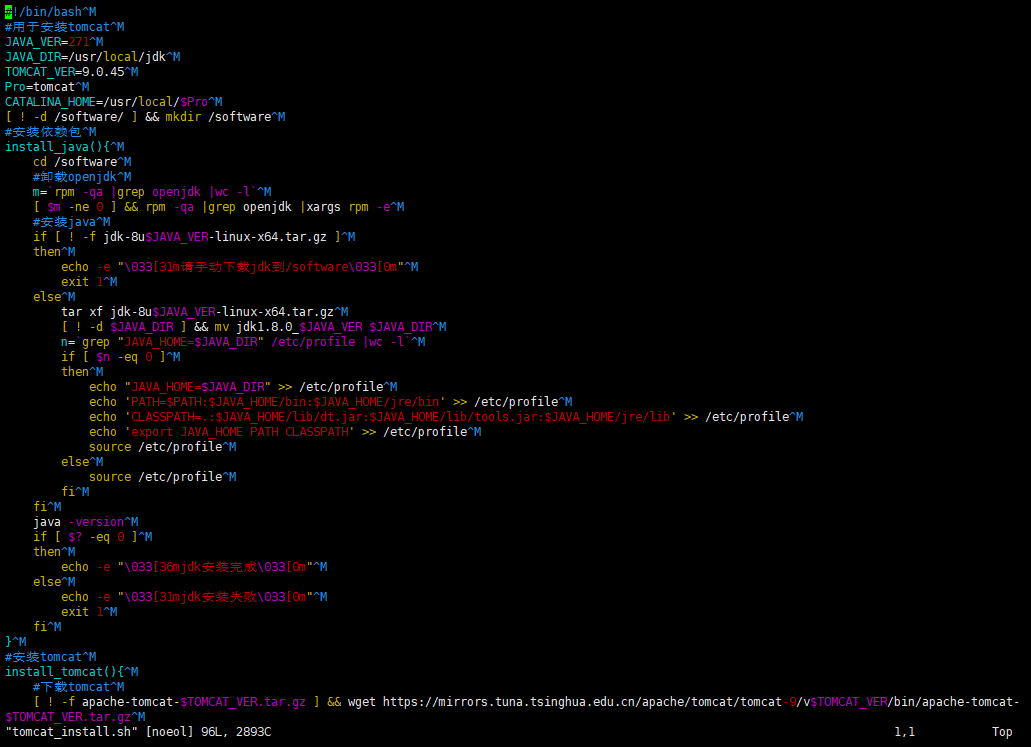 #!/bin/bash^M
#用于安装tomcat^M
JAVA_VER=271^M
JAVA_DIR=/usr/local/jdk^M
TOMCAT_VER=9.0.45^M
Pro=tomcat^M
CATALINA_HOME=/usr/local/$Pro^M
[ ! -d /software/ ] && mkdir /software^M
#安装依赖包^M
install_java(){^M
    cd /software^M
    #卸载openjdk^M
    m=`rpm -qa |grep openjdk |wc -l`^M
    [ $m -ne 0 ] && rpm -qa |grep openjdk |xargs rpm -e^M
    #安装java^M
    if [ ! -f jdk-8u$JAVA_VER-linux-x64.tar.gz ]^M
    then^M
        echo -e "\033[31m请手动下载jdk到/software\033[0m"^M
        exit 1^M
    else^M
        tar xf jdk-8u$JAVA_VER-linux-x64.tar.gz^M
        [ ! -d $JAVA_DIR ] && mv jdk1.8.0_$JAVA_VER $JAVA_DIR^M
        n=`grep "JAVA_HOME=$JAVA_DIR" /etc/profile |wc -l`^M
        if [ $n -eq 0 ]^M
        then^M
            echo "JAVA_HOME=$JAVA_DIR" >> /etc/profile^M
            echo 'PATH=$PATH:$JAVA_HOME/bin:$JAVA_HOME/jre/bin' >> /etc/profile^M
            echo 'CLASSPATH=.:$JAVA_HOME/lib/dt.jar:$JAVA_HOME/lib/tools.jar:$JAVA_HOME/jre/lib' >> /etc/profile^M
            echo 'export JAVA_HOME PATH CLASSPATH' >> /etc/profile^M
            source /etc/profile^M
        else^M
            source /etc/profile^M
        fi^M
    fi^M
    java -version^M
    if [ $? -eq 0 ]^M
    then^M
        echo -e "\033[36mjdk安装完成\033[0m"^M
    else^M
        echo -e "\033[31mjdk安装失败\033[0m"^M
        exit 1^M
    fi^M
}^M
#安装tomcat^M
install_tomcat(){^M
    #下载tomcat^M
    [ ! -f apache-tomcat-$TOMCAT_VER.tar.gz ] && wget https://mirrors.tuna.tsinghua.edu.cn/apache/tomcat/tomcat-9/v$TOMCAT_VER/bin/apache-tomcat-
$TOMCAT_VER.tar.gz^M
"tomcat_install.sh" [noeol] 96L, 2893C 1,1 Top